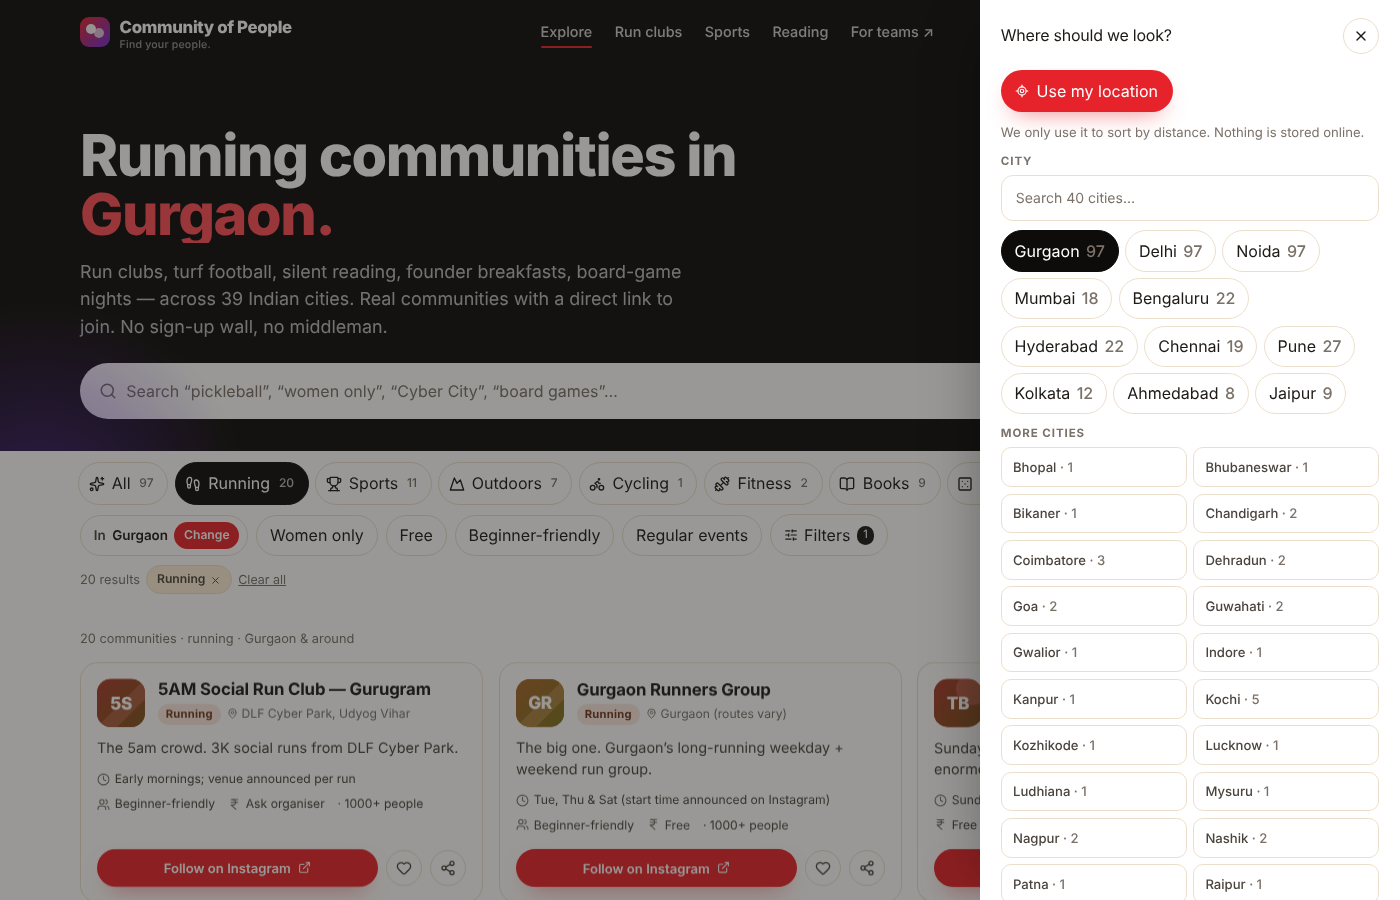 Community of People
Find your people.
Explore
Run clubs
Sports
Reading
For teams ↗
Running communities in
Gurgaon.
Run clubs, turf football, silent reading, founder breakfasts, board-game
nights — across 39 Indian cities. Real communities with a direct link to
join. No sign-up wall, no middleman.
Search “pickleball”, “women only”, “Cyber City”, “board games”...
All 97
Running 20
Sports 11
Outdoors 7
Cycling 1
Fitness 2
Books 9
In Gurgaon Change
Women only
Free
Beginner-friendly
Regular events
Filters 1
20 results
Running ×
Clear all
20 communities · running · Gurgaon & around
5S
5AM Social Run Club — Gurugram
Running
DLF Cyber Park, Udyog Vihar
The 5am crowd. 3K social runs from DLF Cyber Park.
Early mornings; venue announced per run
Beginner-friendly
₹ Ask organiser
· 1000+ people
Follow on Instagram
GR
Gurgaon Runners Group
Running
Gurgaon (routes vary)
The big one. Gurgaon’s long-running weekday +
weekend run group.
Tue, Thu & Sat (start time announced on Instagram)
Beginner-friendly
₹ Free
· 1000+ people
Follow on Instagram
TB
₹ Free
Where should we look?
Use my location
We only use it to sort by distance. Nothing is stored online.
CITY
Search 40 cities...
Gurgaon 97
Delhi 97
Noida 97
Mumbai 18
Bengaluru 22
Hyderabad 22
Chennai 19
Pune 27
Kolkata 12
Ahmedabad 8
Jaipur 9
MORE CITIES
Bhopal · 1
Bhubaneswar · 1
Bikaner · 1
Chandigarh · 2
Coimbatore · 3
Dehradun · 2
Goa · 2
Guwahati · 2
Gwalior · 1
Indore · 1
Kanpur · 1
Kochi · 5
Kozhikode · 1
Lucknow · 1
Ludhiana · 1
Mysuru · 1
Nagpur · 2
Nashik · 2
Patna · 1
Raipur · 1